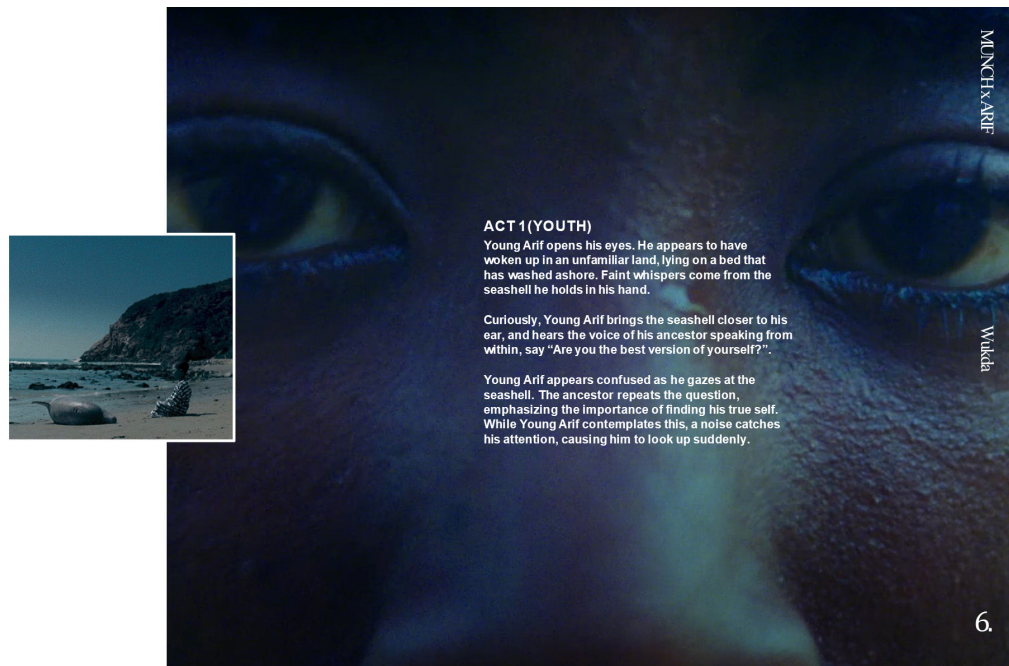 MUNCH x ARIF
ACT 1(YOUTH)
Young Arif opens his eyes. He appears to have
woken up in an unfamiliar land, lying on a bed that
has washed ashore. Faint whispers come from the
seashell he holds in his hand.
Curiously, Young Arif brings the seashell closer to his
ear, and hears the voice of his ancestor speaking from
within, say “Are you the best version of yourself?”.
Young Arif appears confused as he gazes at the
seashell. The ancestor repeats the question,
emphasizing the importance of finding his true self.
While Young Arif contemplates this, a noise catches
his attention, causing him to look up suddenly.
Wukda
6.